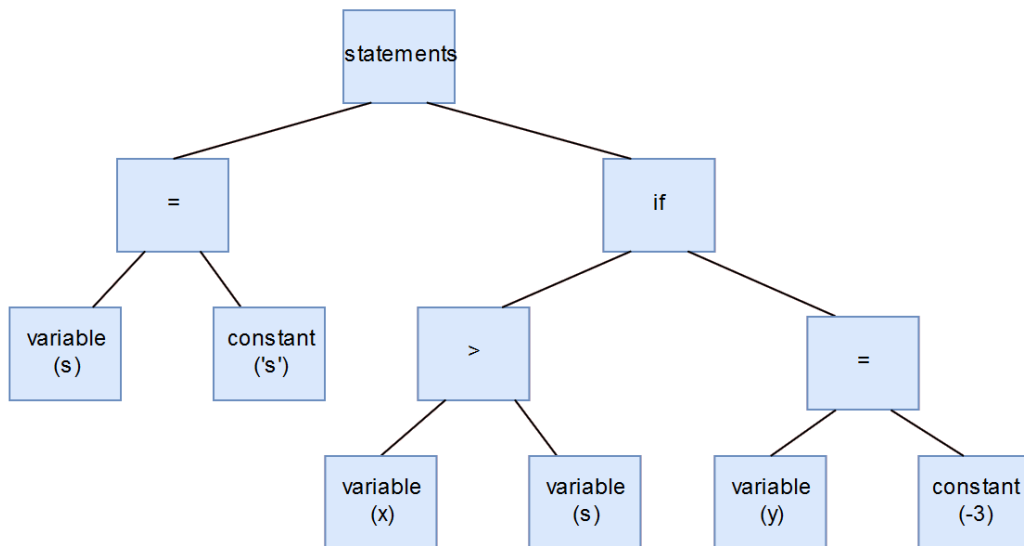 statements
=
if
variable
(s)
constant
('s')
>
=
variable
(x)
variable
(s)
variable
(y)
constant
(-3)